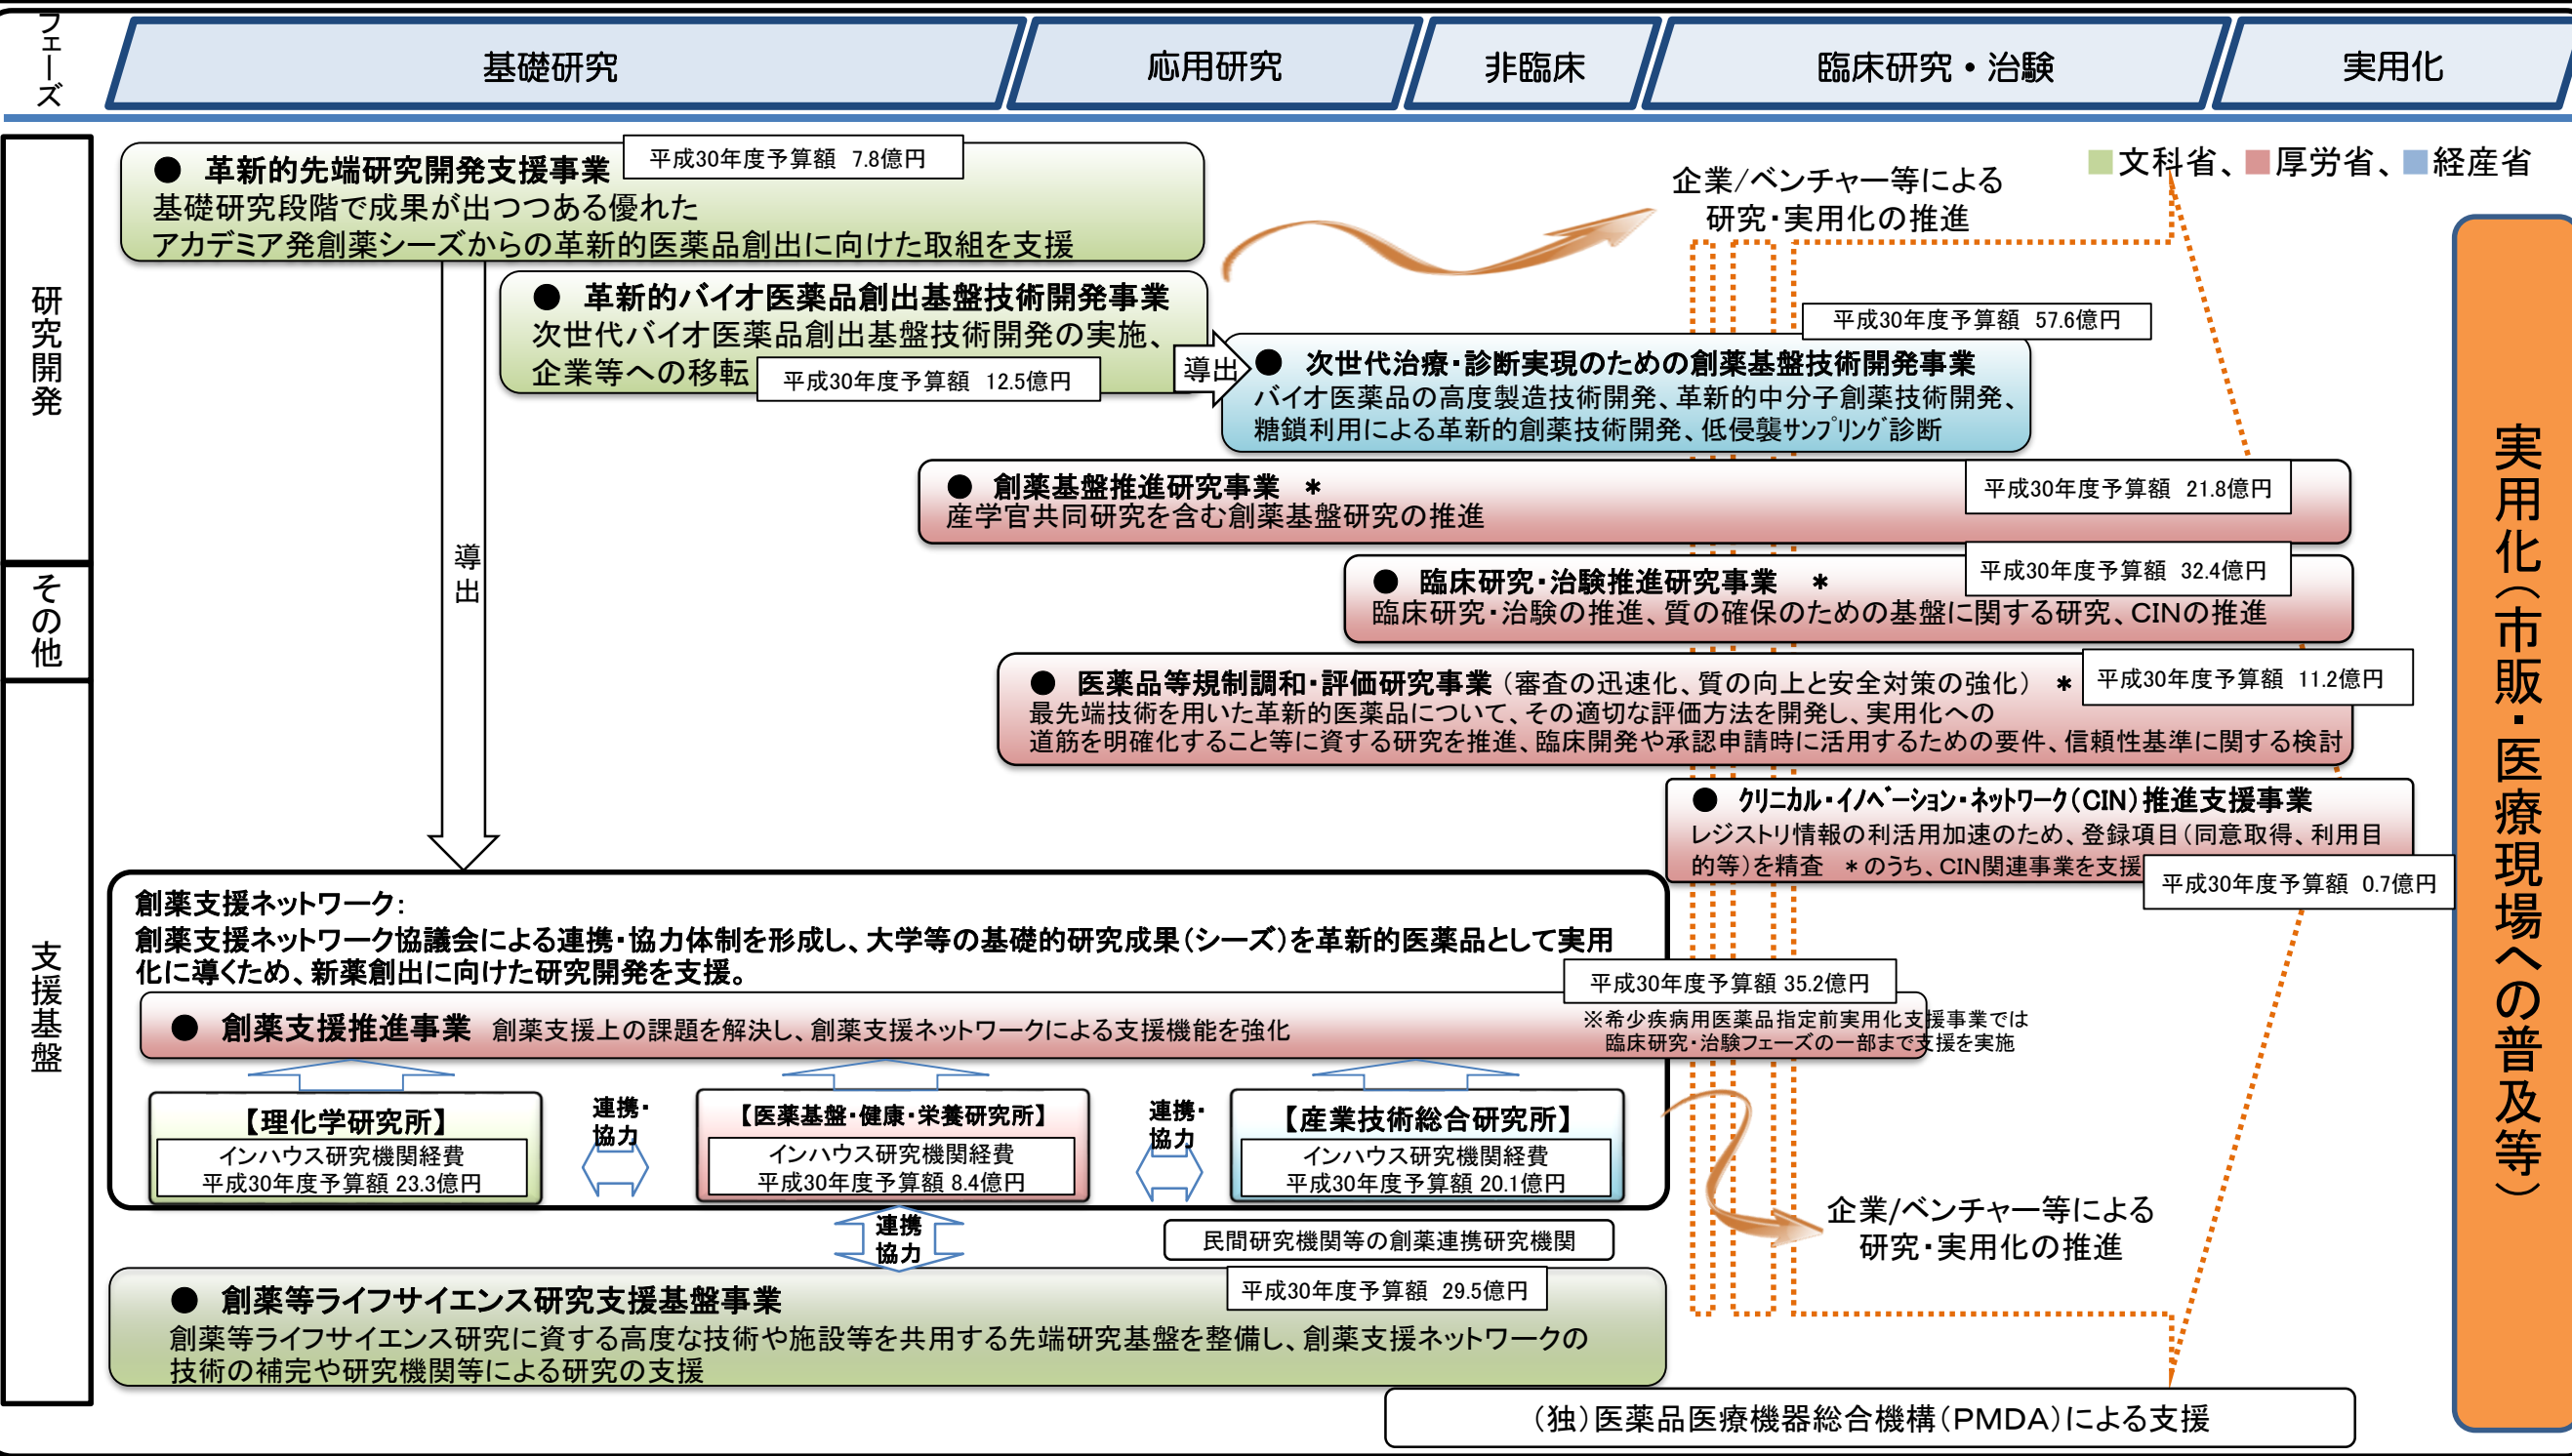 フェーズ
基礎研究
応用研究
非臨床
臨床研究・治験
実用化
研究開発
その他
支援基盤
■文科省、■厚労省、■経産省
● 革新的先端研究開発支援事業
平成30年度予算額 7.8億円
基礎研究段階で成果が出つつある優れた
アカデミア発創薬シーズからの革新的医薬品創出に向けた取組を支援
企業/ベンチャー等による
研究・実用化の推進
● 革新的バイオ医薬品創出基盤技術開発事業
次世代バイオ医薬品創出基盤技術開発の実施、
企業等への移転
平成30年度予算額 12.5億円
導出
平成30年度予算額 57.6億円
● 次世代治療・診断実現のための創薬基盤技術開発事業
バイオ医薬品の高度製造技術開発、革新的中分子創薬技術開発、
糖鎖利用による革新的創薬技術開発、低侵襲サンプリング診断
● 創薬基盤推進研究事業 *
平成30年度予算額 21.8億円
産学官共同研究を含む創薬基盤研究の推進
導出
● 臨床研究・治験推進研究事業 *
平成30年度予算額 32.4億円
臨床研究・治験の推進、質の確保のための基盤に関する研究、CINの推進
● 医薬品等規制調和・評価研究事業(審査の迅速化、質の向上と安全対策の強化) *
平成30年度予算額 11.2億円
最先端技術を用いた革新的医薬品について、その適切な評価方法を開発し、実用化への
道筋を明確化すること等に資する研究を推進、臨床開発や承認申請時に活用するための要件、信頼性基準に関する検討
● クリニカル・イノベーション・ネットワーク(CIN)推進支援事業
レジストリ情報の利活用加速のため、登録項目(同意取得、利用目
的等)を精査 *のうち、CIN関連事業を支援
平成30年度予算額 0.7億円
創薬支援ネットワーク:
創薬支援ネットワーク協議会による連携・協力体制を形成し、大学等の基礎的研究成果(シーズ)を革新的医薬品として実用
化に導くため、新薬創出に向けた研究開発を支援。
平成30年度予算額 35.2億円
● 創薬支援推進事業 創薬支援上の課題を解決し、創薬支援ネットワークによる支援機能を強化
※希少疾病用医薬品指定前実用化支援事業では
臨床研究・治験フェーズの一部まで支援を実施
【理化学研究所】
インハウス研究機関経費
平成30年度予算額 23.3億円
連携・
協力
【医薬基盤・健康・栄養研究所】
インハウス研究機関経費
平成30年度予算額 8.4億円
連携・
協力
【産業技術総合研究所】
インハウス研究機関経費
平成30年度予算額 20.1億円
連携
協力
民間研究機関等の創薬連携研究機関
企業/ベンチャー等による
研究・実用化の推進
● 創薬等ライフサイエンス研究支援基盤事業
平成30年度予算額 29.5億円
創薬等ライフサイエンス研究に資する高度な技術や施設等を共用する先端研究基盤を整備し、創薬支援ネットワークの
技術の補完や研究機関等による研究の支援
(独)医薬品医療機器総合機構(PMDA)による支援
実用化(市販・医療現場への普及等)